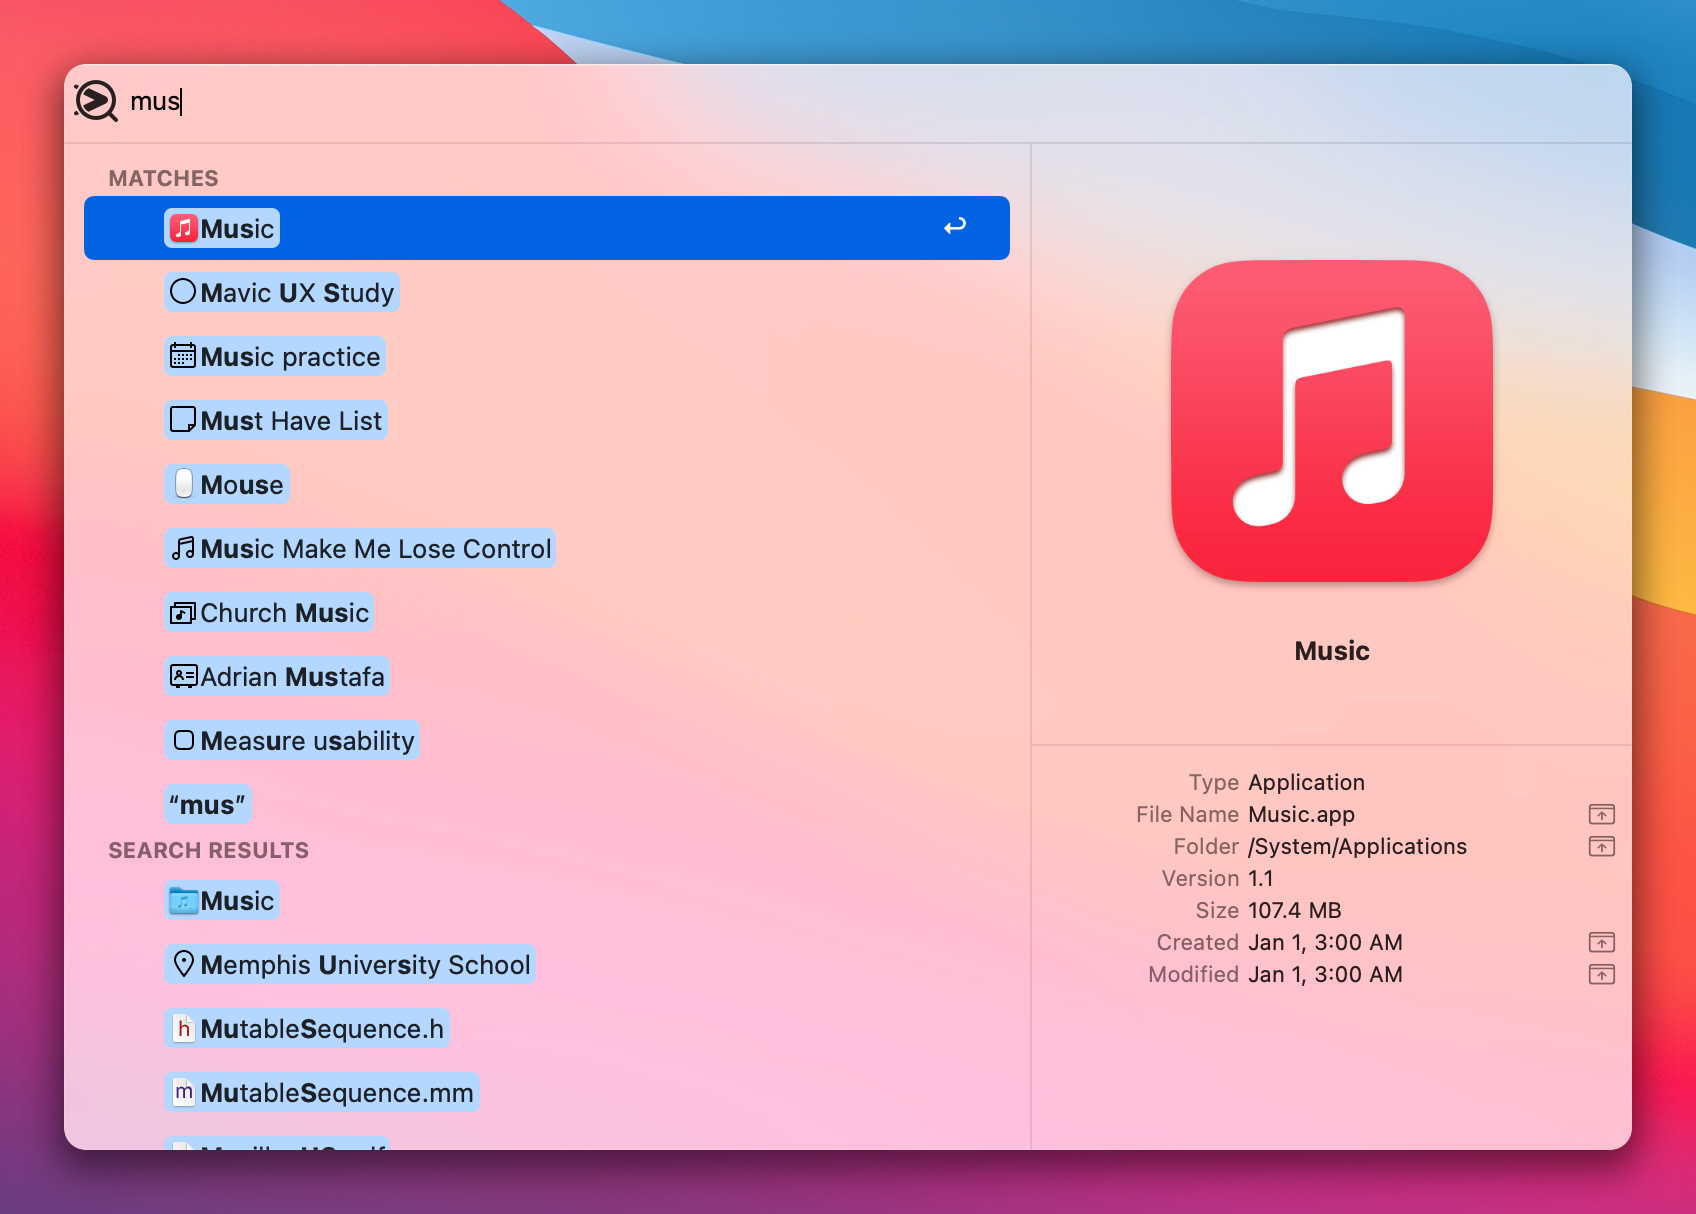 mus
MATCHES
Music
Mavic UX Study
Music practice
Must Have List
Mouse
Music Make Me Lose Control
Church Music
Adrian Mustafa
Measure usability
“mus”
SEARCH RESULTS
Music
Memphis University School
h MutableSequence.h
m MutableSequence.mm
Music
Type Application
File Name Music.app
Folder /System/Applications
Version 1.1
Size 107.4 MB
Created Jan 1, 3:00 AM
Modified Jan 1, 3:00 AM